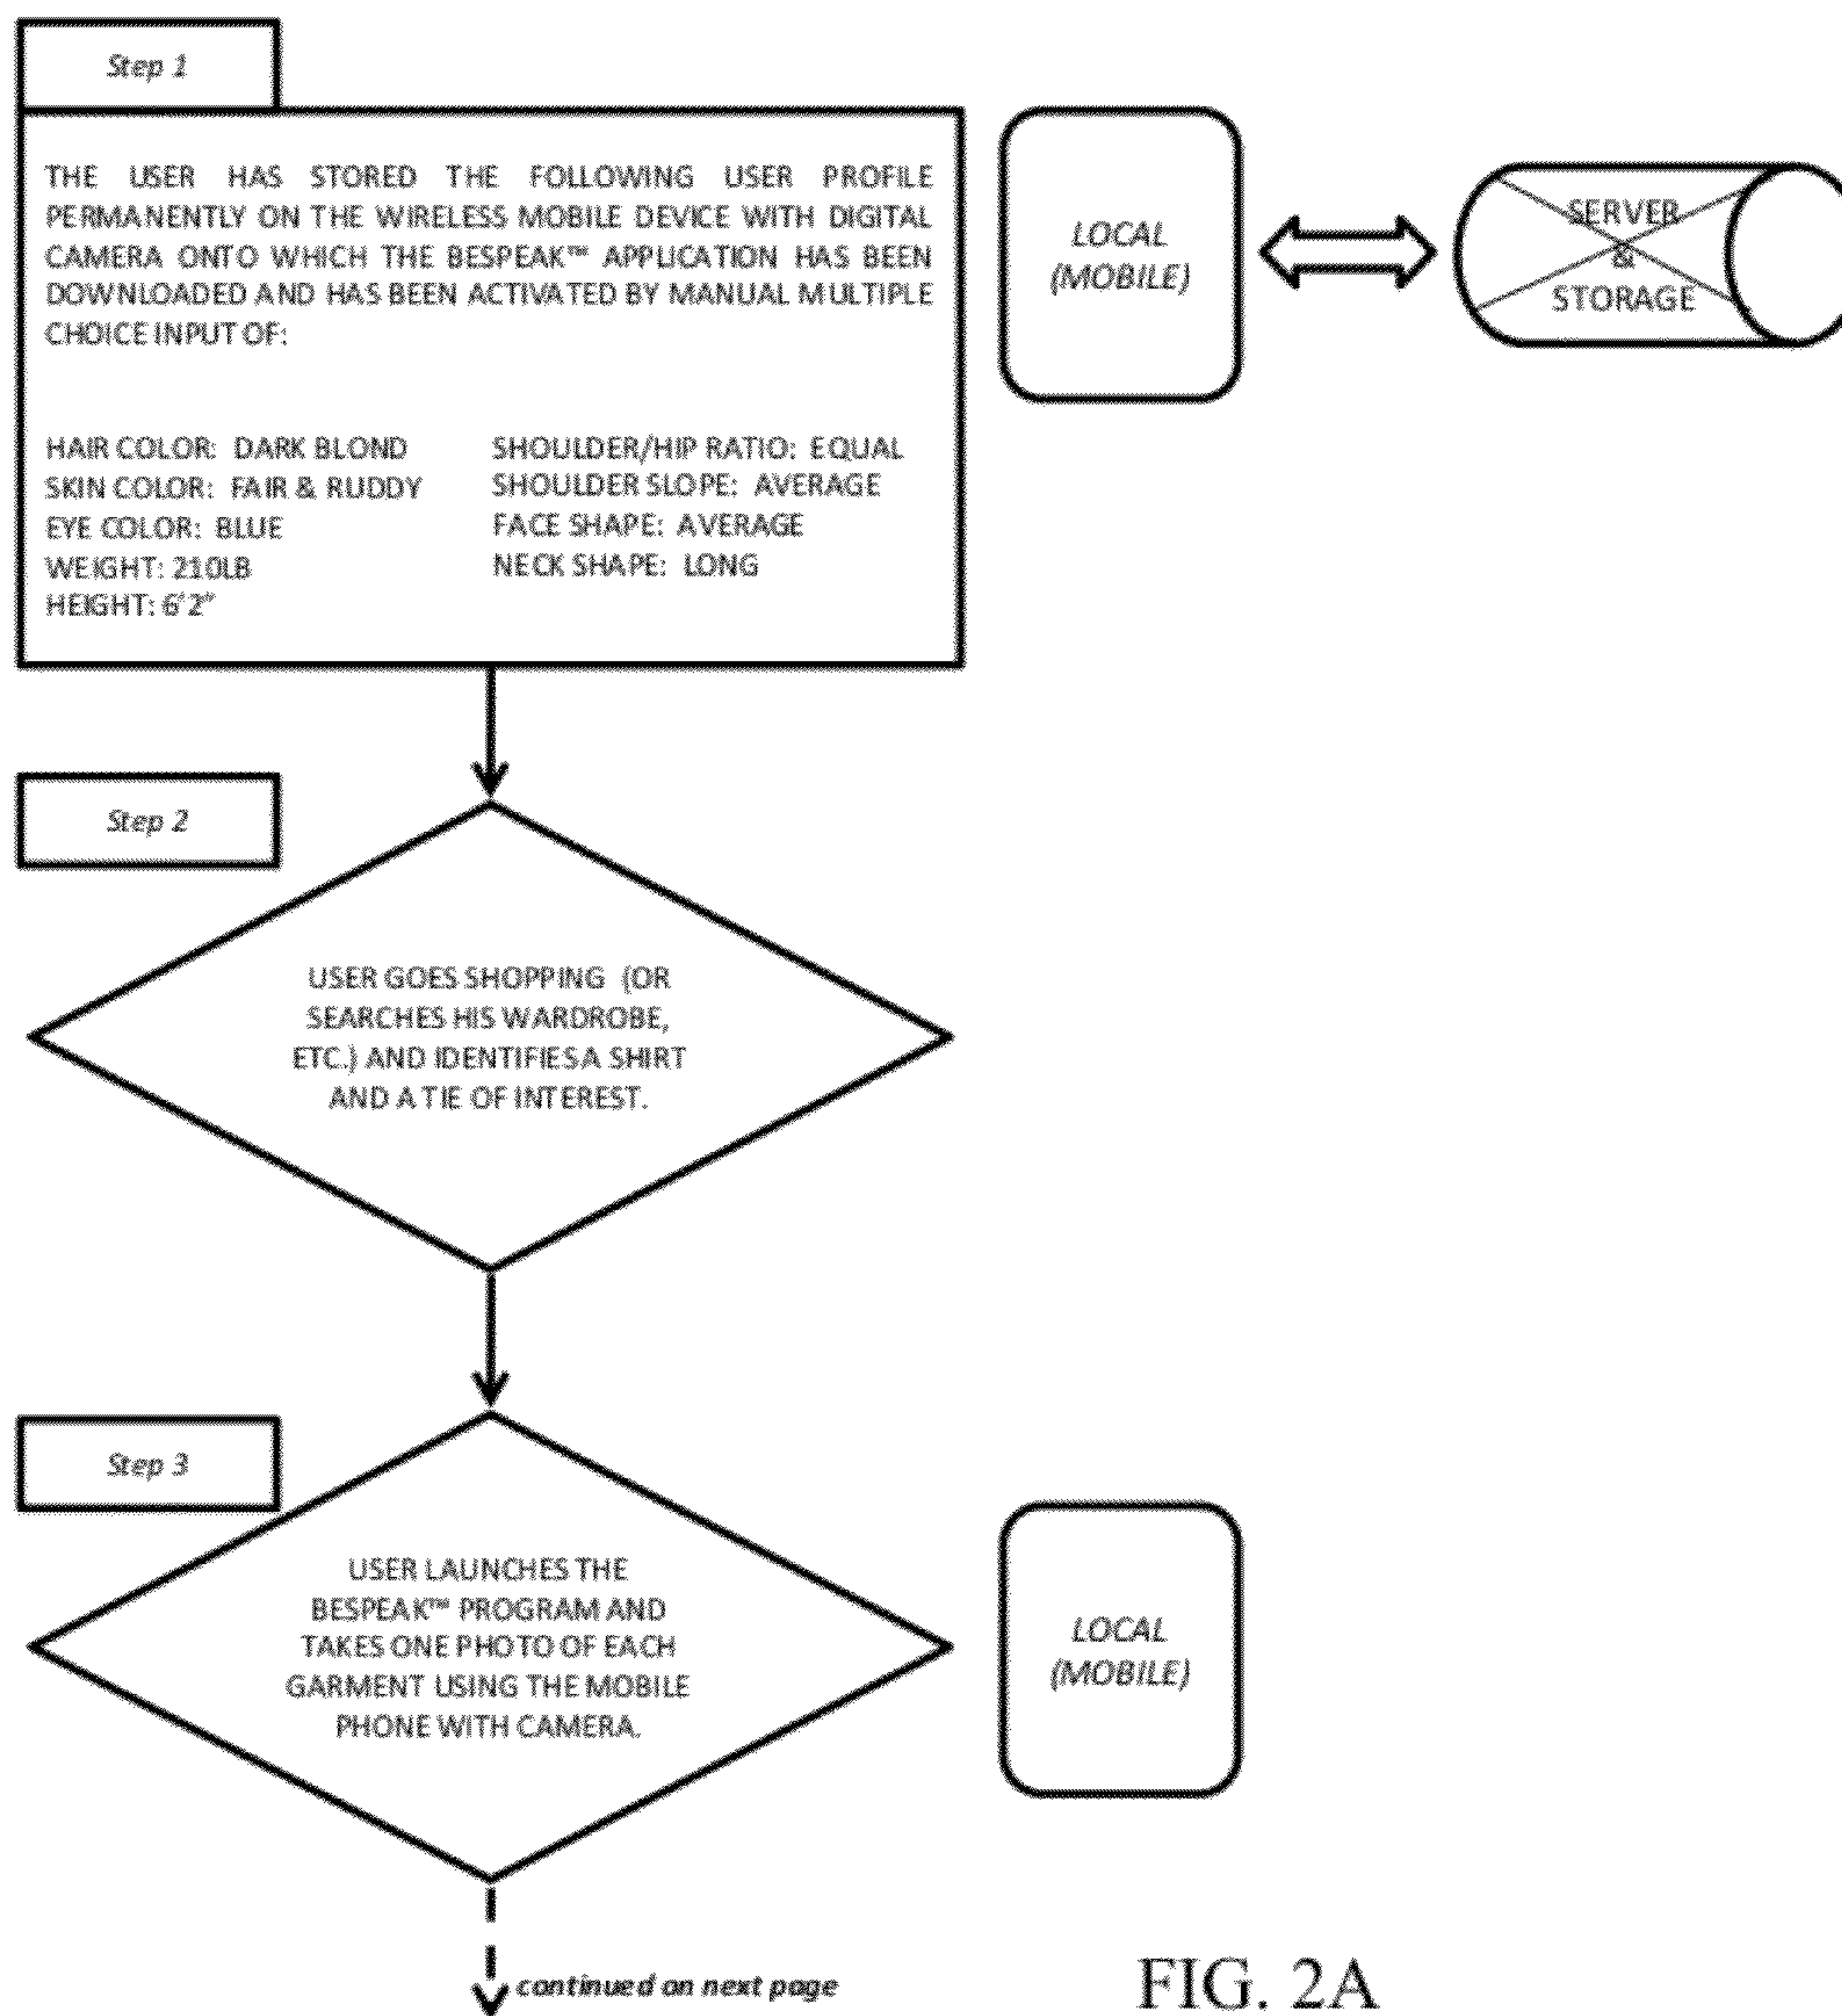 Step 1
THE USER HAS STORED THE FOLLOWING USER PROFILE
PERMANENTLY ON THE WIRELESS MOBILE DEVICE WITH DIGITAL
CAMERA ONTO WHICH THE BESPEAK™ APPLICATION HAS BEEN
DOWNLOADED AND HAS BEEN ACTIVATED BY MANUAL MULTIPLE
CHOICE INPUT OF:
HAIR COLOR: DARK BLOND
SKIN COLOR: FAIR & RUDDY
EYE COLOR: BLUE
WEIGHT: 210LB
HEIGHT: 6'2"
SHOULDER/HIP RATIO: EQUAL
SHOULDER SLOPE: AVERAGE
FACE SHAPE: AVERAGE
NECK SHAPE: LONG
LOCAL
(MOBILE)
SERVER
&
STORAGE
Step 2
USER GOES SHOPPING (OR
SEARCHES HIS WARDROBE,
ETC.) AND IDENTIFIES A SHIRT
AND A TIE OF INTEREST.
Step 3
USER LAUNCHES THE
BESPEAK™ PROGRAM AND
TAKES ONE PHOTO OF EACH
GARMENT USING THE MOBILE
PHONE WITH CAMERA.
LOCAL
(MOBILE)
continued on next page
FIG. 2A